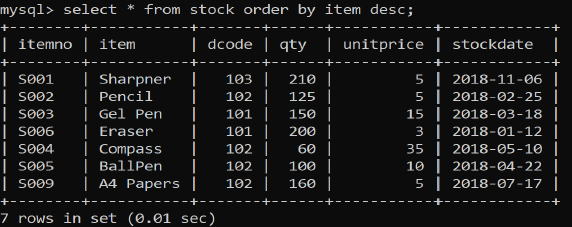 mysql> select * from stock order by item desc;
+--------+-----------+-------+------+-----------+------------+
| itemno | item      | dcode | qty  | unitprice | stockdate  |
+--------+-----------+-------+------+-----------+------------+
| S001   | Sharpner  |   103 |  210 |         5 | 2018-11-06 |
| S002   | Pencil    |   102 |  125 |         5 | 2018-02-25 |
| S003   | Gel Pen   |   101 |  150 |        15 | 2018-03-18 |
| S006   | Eraser    |   101 |  200 |         3 | 2018-01-12 |
| S004   | Compass   |   102 |   60 |        35 | 2018-05-10 |
| S005   | BallPen   |   102 |  100 |        10 | 2018-04-22 |
| S009   | A4 Papers |   102 |  160 |         5 | 2018-07-17 |
+--------+-----------+-------+------+-----------+------------+
7 rows in set (0.01 sec)